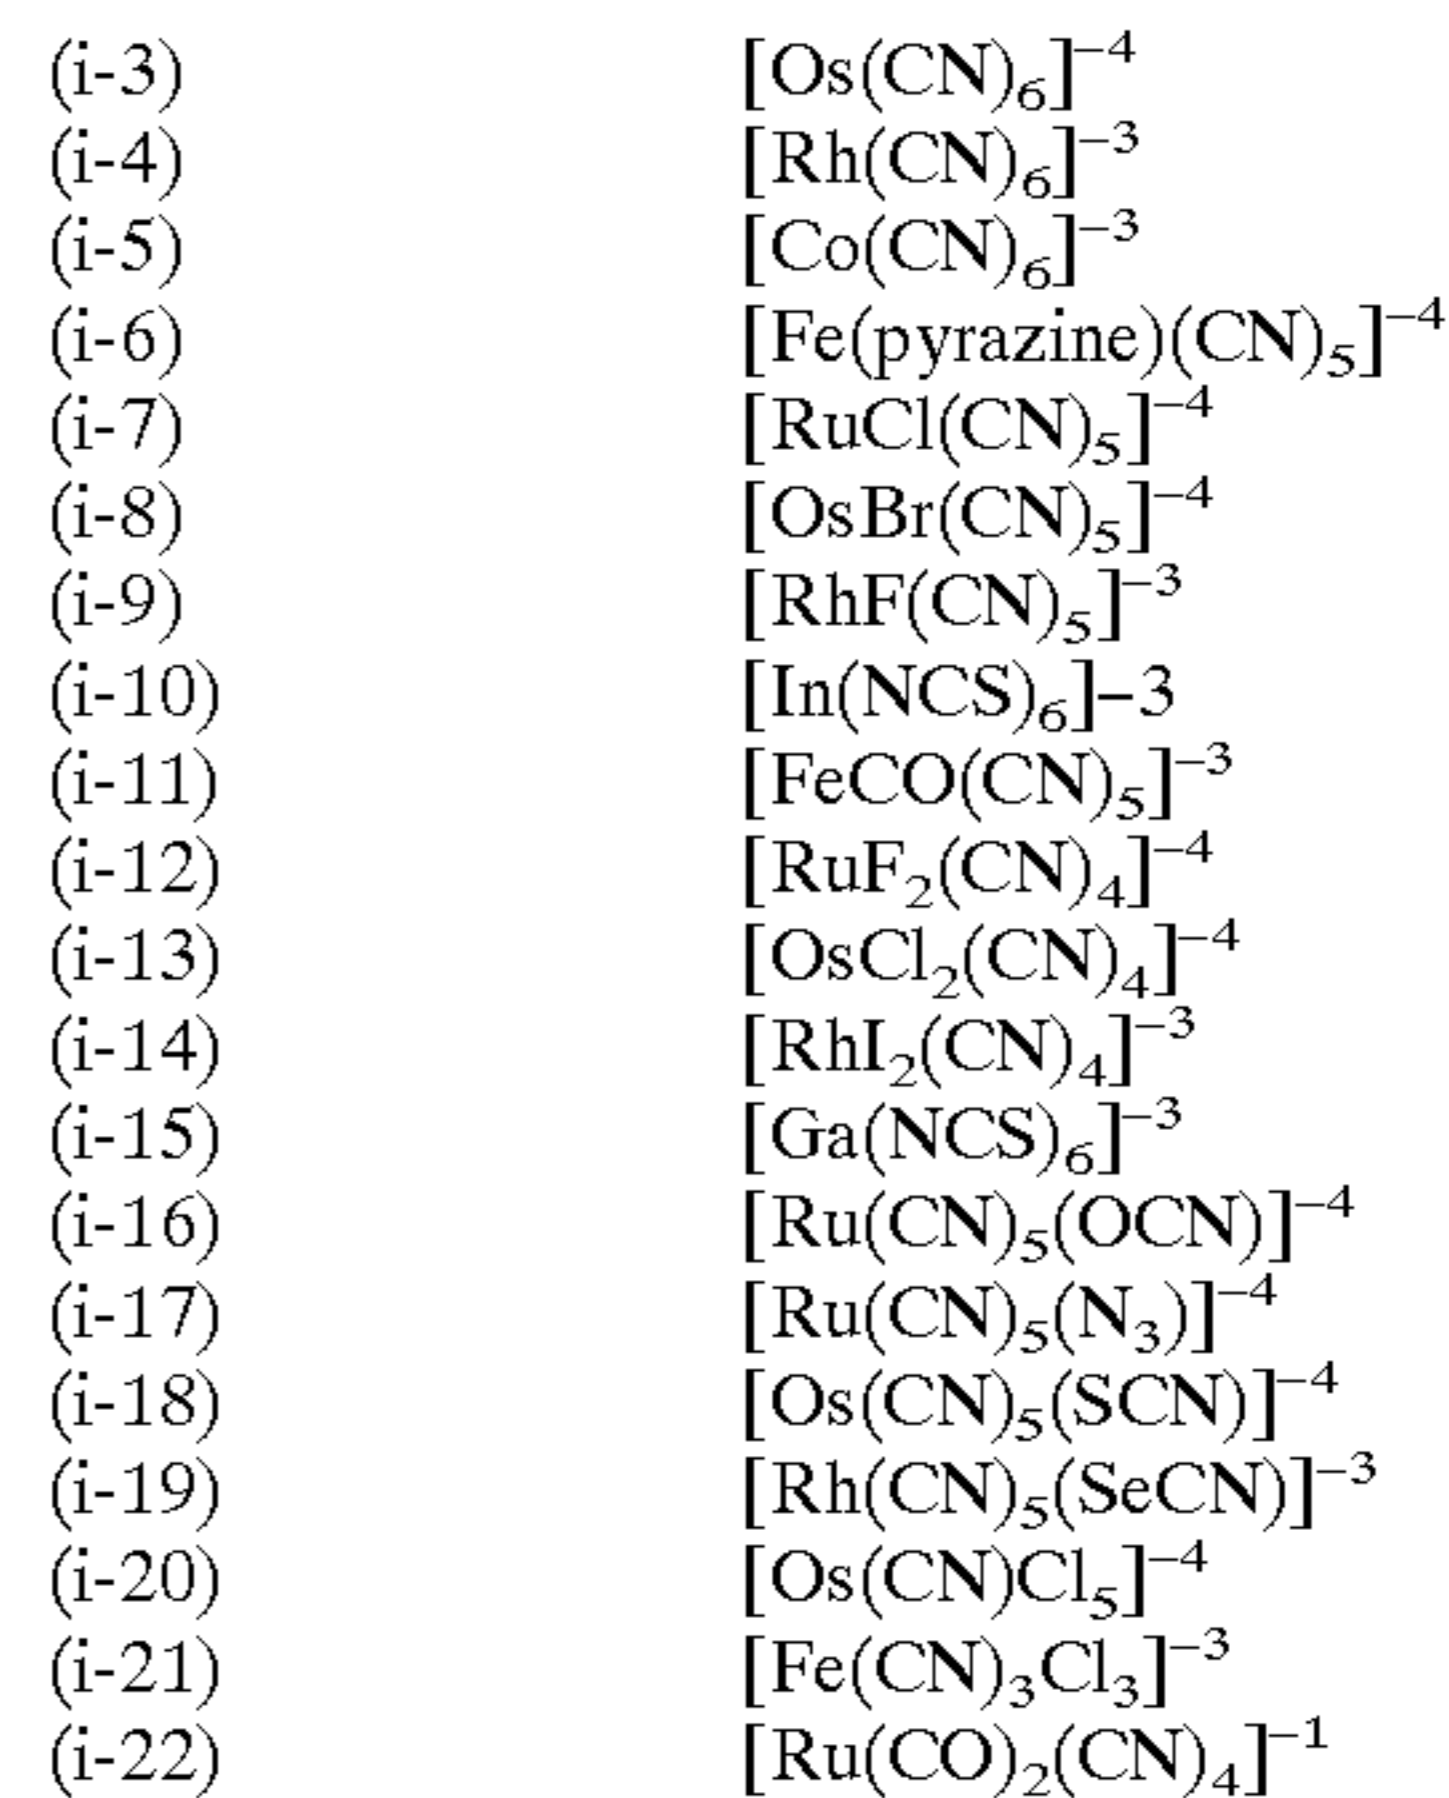 (i-3) [Os(CN)₆]⁻⁴
(i-4) [Rh(CN)₆]⁻³
(i-5) [Co(CN)₆]⁻³
(i-6) [Fe(pyrazine)(CN)₅]⁻⁴
(i-7) [RuCl(CN)₅]⁻⁴
(i-8) [OsBr(CN)₅]⁻⁴
(i-9) [RhF(CN)₅]⁻³
(i-10) [In(NCS)₆]–3
(i-11) [FeCO(CN)₅]⁻³
(i-12) [RuF₂(CN)₄]⁻⁴
(i-13) [OsCl₂(CN)₄]⁻⁴
(i-14) [RhI₂(CN)₄]⁻³
(i-15) [Ga(NCS)₆]⁻³
(i-16) [Ru(CN)₅(OCN)]⁻⁴
(i-17) [Ru(CN)₅(N₃)]⁻⁴
(i-18) [Os(CN)₅(SCN)]⁻⁴
(i-19) [Rh(CN)₅(SeCN)]⁻³
(i-20) [Os(CN)Cl₅]⁻⁴
(i-21) [Fe(CN)₃Cl₃]⁻³
(i-22) [Ru(CO)₂(CN)₄]⁻¹